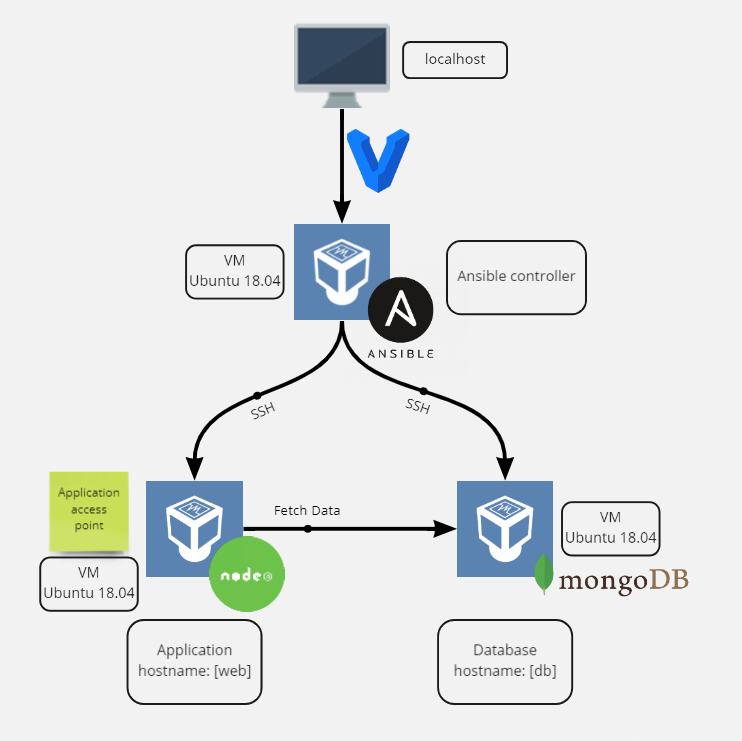 localhost
VM
Ubuntu 18.04
Ansible controller
ANSIBLE
SSH
SSH
Application
access
point
Fetch Data
VM
Ubuntu 18.04
node
mongoDB
VM
Ubuntu 18.04
Application
hostname: [web]
Database
hostname: [db]